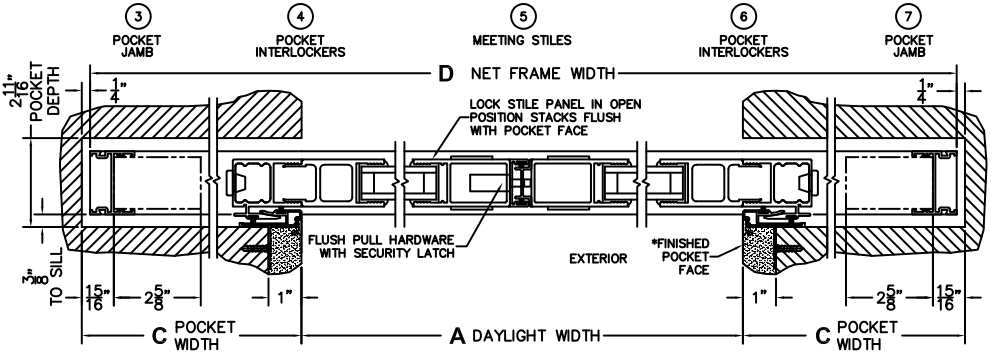 3 4 5 6 7
POCKET
JAMB
POCKET
INTERLOCKERS
MEETING STILES
POCKET
INTERLOCKERS
POCKET
JAMB
D NET FRAME WIDTH
2 11/16"
POCKET
DEPTH
1/4"
1/4"
LOCK STILE PANEL IN OPEN
POSITION STACKS FLUSH
WITH POCKET FACE
FLUSH PULL HARDWARE
WITH SECURITY LATCH
EXTERIOR
*FINISHED
POCKET
FACE
3/8"
TO SILL
15/16"
2 5/8"
1"
1"
2 5/8"
15/16"
C POCKET
WIDTH
A DAYLIGHT WIDTH
C POCKET
WIDTH